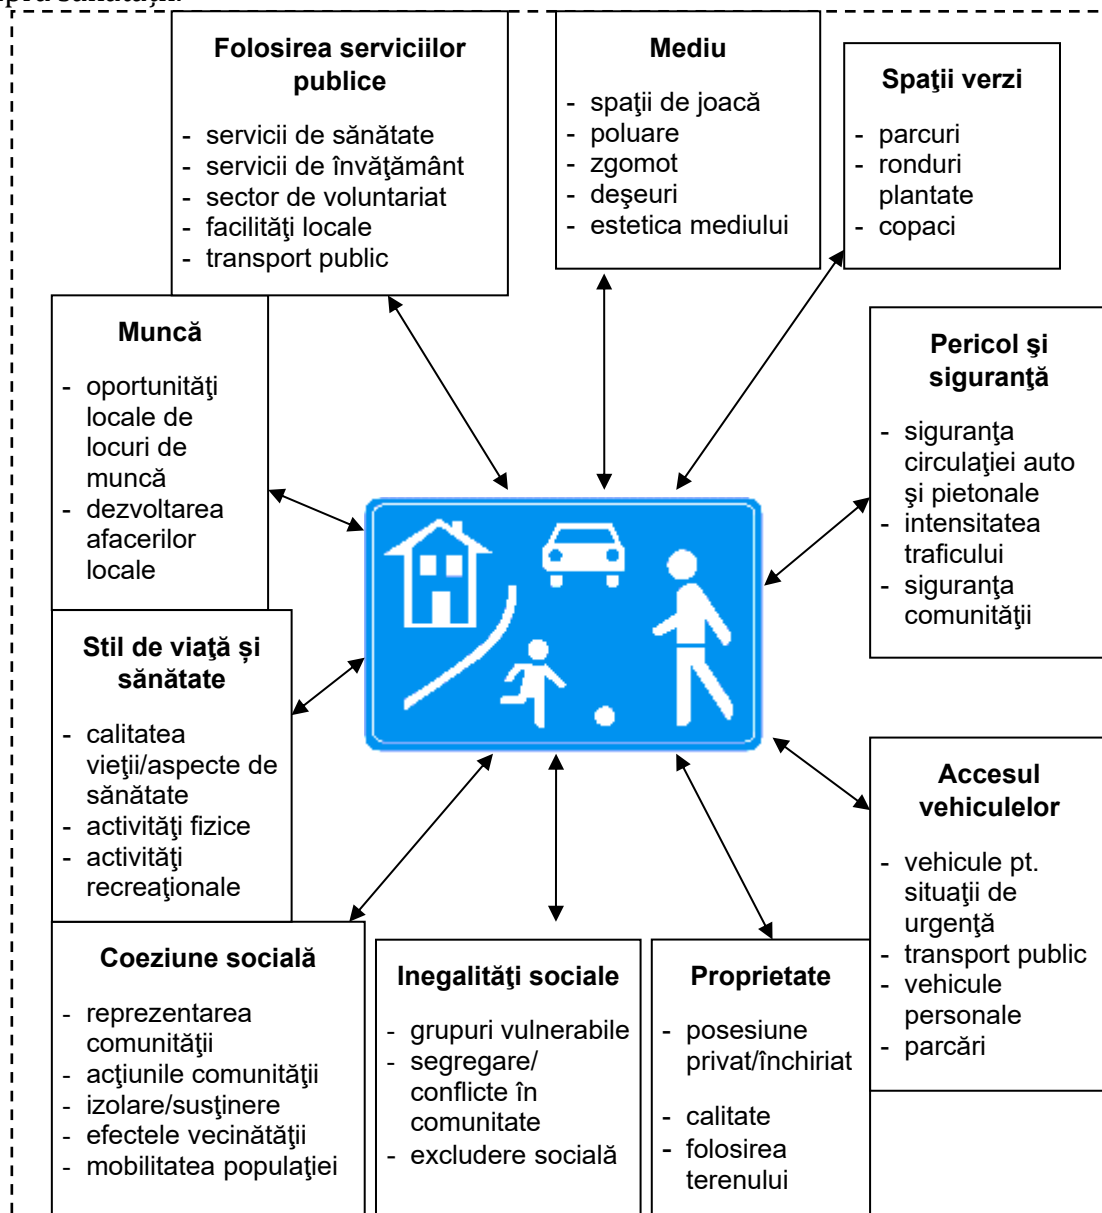 Folosirea serviciilor
publice
- servicii de sănătate
- servicii de învăţământ
- sector de voluntariat
- facilităţi locale
- transport public
Mediu
- spaţii de joacă
- poluare
- zgomot
- deşeuri
- estetica mediului
Spaţii verzi
- parcuri
- ronduri
plantate
- copaci
Muncă
- oportunităţi
locale de
locuri de
muncă
- dezvoltarea
afacerilor
locale
Pericol şi
siguranţă
- siguranţa
circulaţiei auto
şi pietonale
- intensitatea
traficului
- siguranţa
comunităţii
Stil de viaţă și
sănătate
- calitatea
vieţii/aspecte de
sănătate
- activităţi fizice
- activităţi
recreaţionale
Accesul
vehiculelor
- vehicule pt.
situaţii de
urgenţă
- transport public
- vehicule
personale
- parcări
Coeziune socială
- reprezentarea
comunităţii
- acţiunile comunităţii
- izolare/susţinere
- efectele vecinătăţii
- mobilitatea populaţiei
Inegalităţi sociale
- grupuri vulnerabile
- segregare/
conflicte în
comunitate
- excludere socială
Proprietate
- posesiune
privat/închiriat
- calitate
- folosirea
terenului